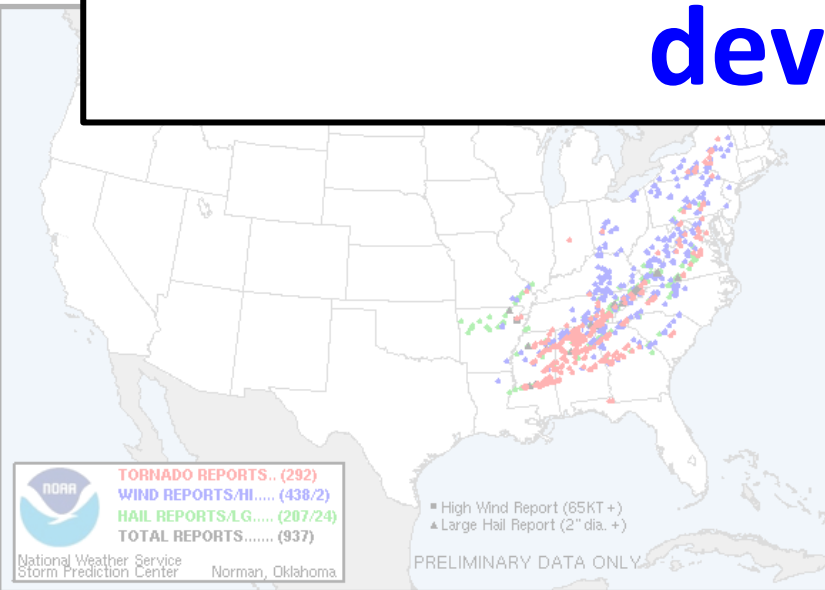 dev
NOAA
TORNADO REPORTS.. (292)
WIND REPORTS/HI..... (438/2)
HAIL REPORTS/LG..... (207/24)
TOTAL REPORTS....... (937)
National Weather Service
Storm Prediction Center Norman, Oklahoma
High Wind Report (65KT +)
Large Hail Report (2" dia. +)
PRELIMINARY DATA ONLY